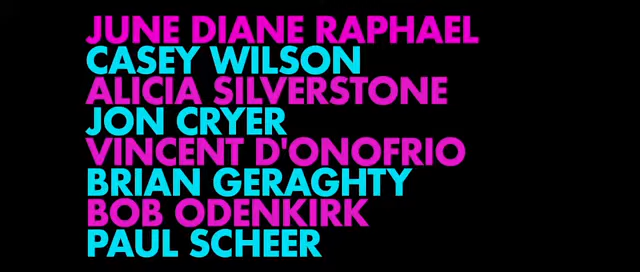 JUNE DIANE RAPHAEL
CASEY WILSON
ALICIA SILVERSTONE
JON CRYER
VINCENT D'ONOFRIO
BRIAN GERAGHTY
BOB ODENKIRK
PAUL SCHEER